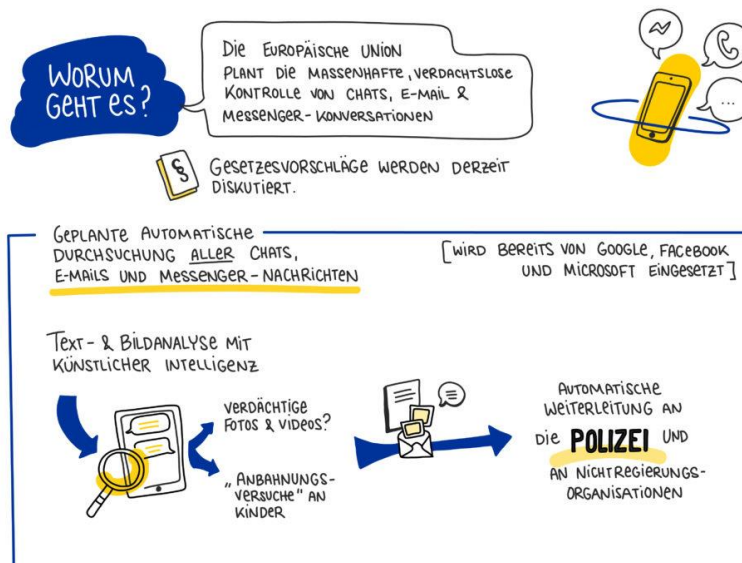 WORUM
GEHT ES?
DIE EUROPÄISCHE UNION
PLANT DIE MASSENHAFTE, VERDACHTSLOSE
KONTROLLE VON CHATS, E-MAIL &
MESSENGER-KONVERSATIONEN
§ GESETZESVORSCHLÄGE WERDEN DERZEIT
DISKUTIERT.
GEPLANTE AUTOMATISCHE
DURCHSUCHUNG ALLER CHATS,
E-MAILS UND MESSENGER-NACHRICHTEN
[WIRD BEREITS VON GOOGLE, FACEBOOK
UND MICROSOFT EINGESETZT]
TEXT- & BILDANALYSE MIT
KÜNSTLICHER INTELLIGENZ
VERDÄCHTIGE
FOTOS & VIDEOS?
„ANBAHNUNGS-
VERSUCHE" AN
KINDER
AUTOMATISCHE
WEITERLEITUNG AN
DIE POLIZEI UND
AN NICHTREGIERUNGS-
ORGANISATIONEN